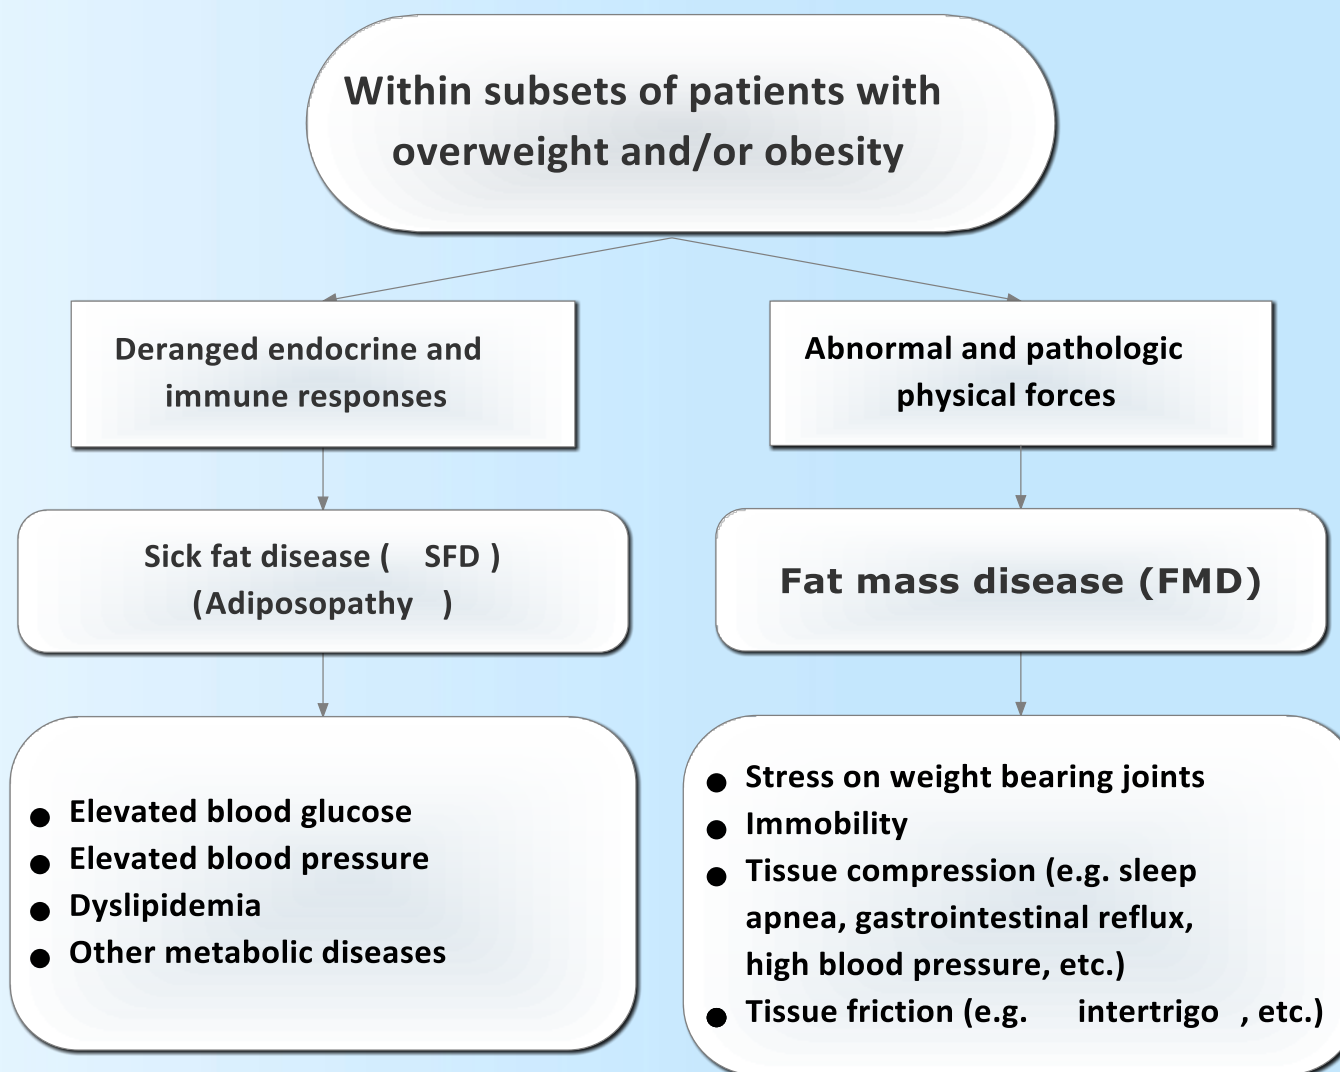 Within subsets of patients with
overweight and/or obesity
Deranged endocrine and
immune responses
Abnormal and pathologic
physical forces
Sick fat disease ( SFD )
(Adiposopathy )
Fat mass disease (FMD)
● Elevated blood glucose
● Elevated blood pressure
● Dyslipidemia
● Other metabolic diseases
● Stress on weight bearing joints
● Immobility
● Tissue compression (e.g. sleep
apnea, gastrointestinal reflux,
high blood pressure, etc.)
● Tissue friction (e.g. intertrigo , etc.)